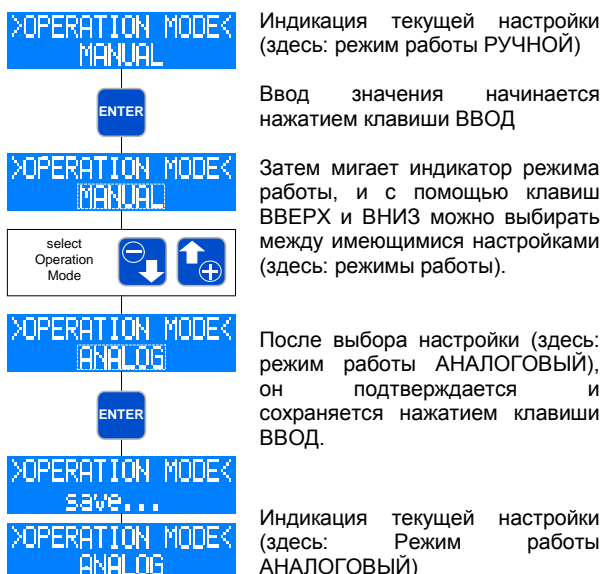 >OPERATION MODE<
MANUAL
Индикация текущей настройки
(здесь: режим работы РУЧНОЙ)
ENTER
Ввод значения начинается
нажатием клавиши ВВОД
>OPERATION MODE<
MANUAL
Затем мигает индикатор режима
работы, и с помощью клавиш
ВВЕРХ и ВНИЗ можно выбирать
между имеющимися настройками
(здесь: режимы работы).
select
Operation
Mode
>OPERATION MODE<
ANALOG
После выбора настройки (здесь:
режим работы АНАЛОГОВЫЙ),
он подтверждается и
сохраняется нажатием клавиши
ВВОД.
ENTER
>OPERATION MODE<
save...
>OPERATION MODE<
ANALOG
Индикация текущей настройки
(здесь: Режим работы
АНАЛОГОВЫЙ)